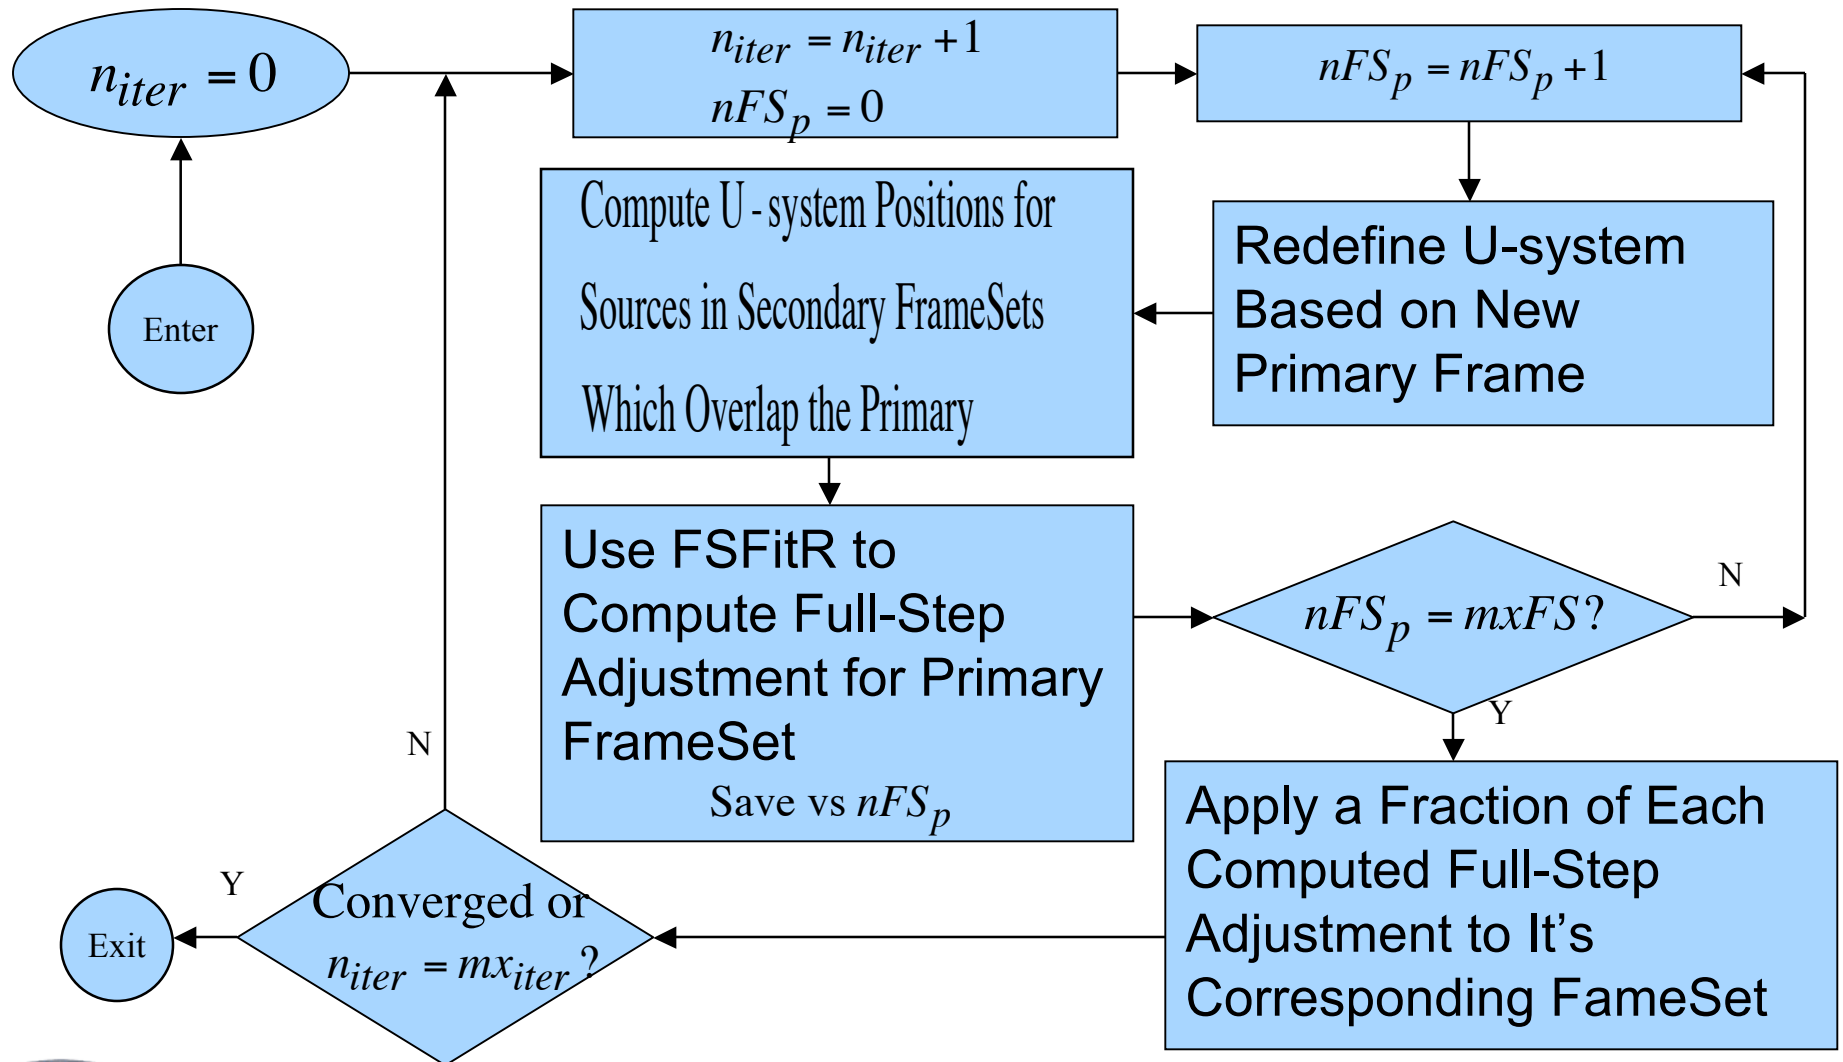 n_iter = 0
Enter
n_iter = n_iter + 1
nFS_p = 0
nFS_p = nFS_p + 1
Redefine U-system
Based on New
Primary Frame
Compute U - system Positions for
Sources in Secondary FrameSets
Which Overlap the Primary
Use FSFitR to
Compute Full-Step
Adjustment for Primary
FrameSet
Save vs nFS_p
nFS_p = mxFS?
N
Y
Apply a Fraction of Each
Computed Full-Step
Adjustment to It’s
Corresponding FameSet
Converged or
n_iter = mx_iter ?
N
Y
Exit